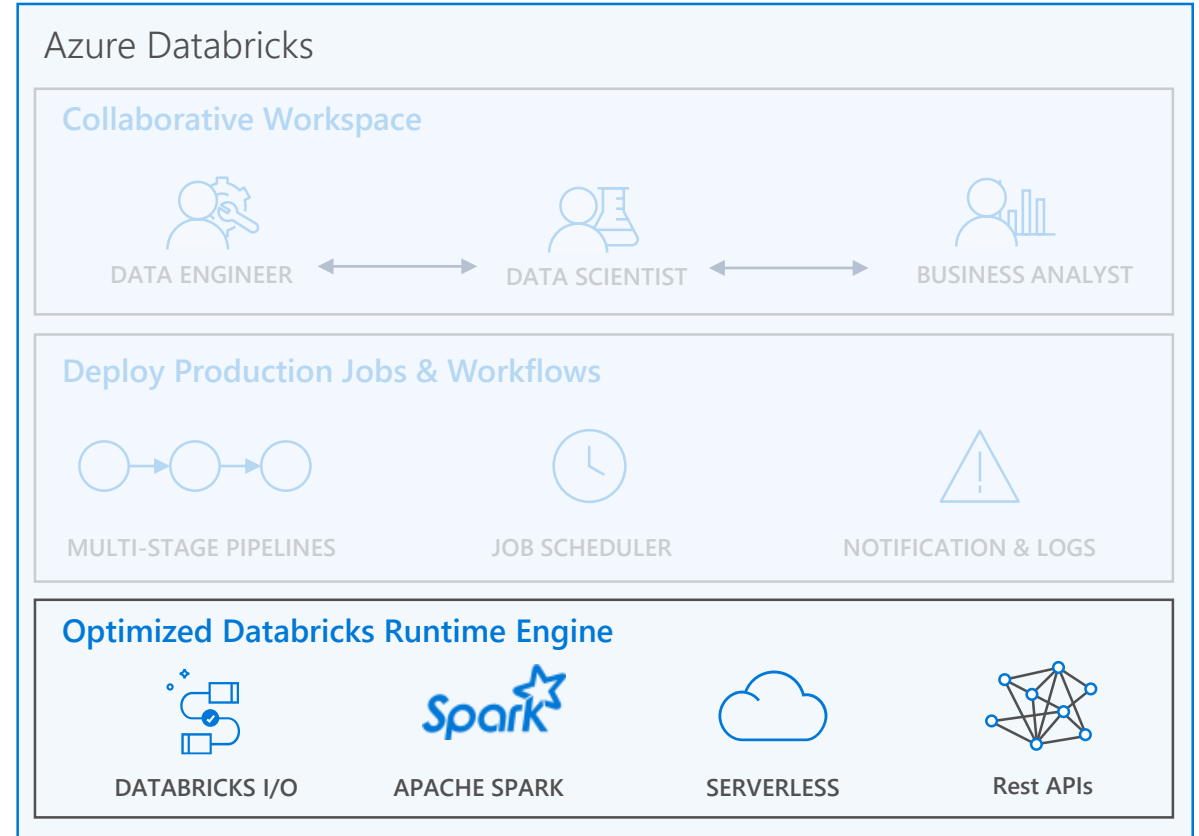 Azure Databricks
Collaborative Workspace
DATA ENGINEER
DATA SCIENTIST
BUSINESS ANALYST
Deploy Production Jobs & Workflows
MULTI-STAGE PIPELINES
JOB SCHEDULER
NOTIFICATION & LOGS
Optimized Databricks Runtime Engine
Spark
DATABRICKS I/O
APACHE SPARK
SERVERLESS
Rest APIs